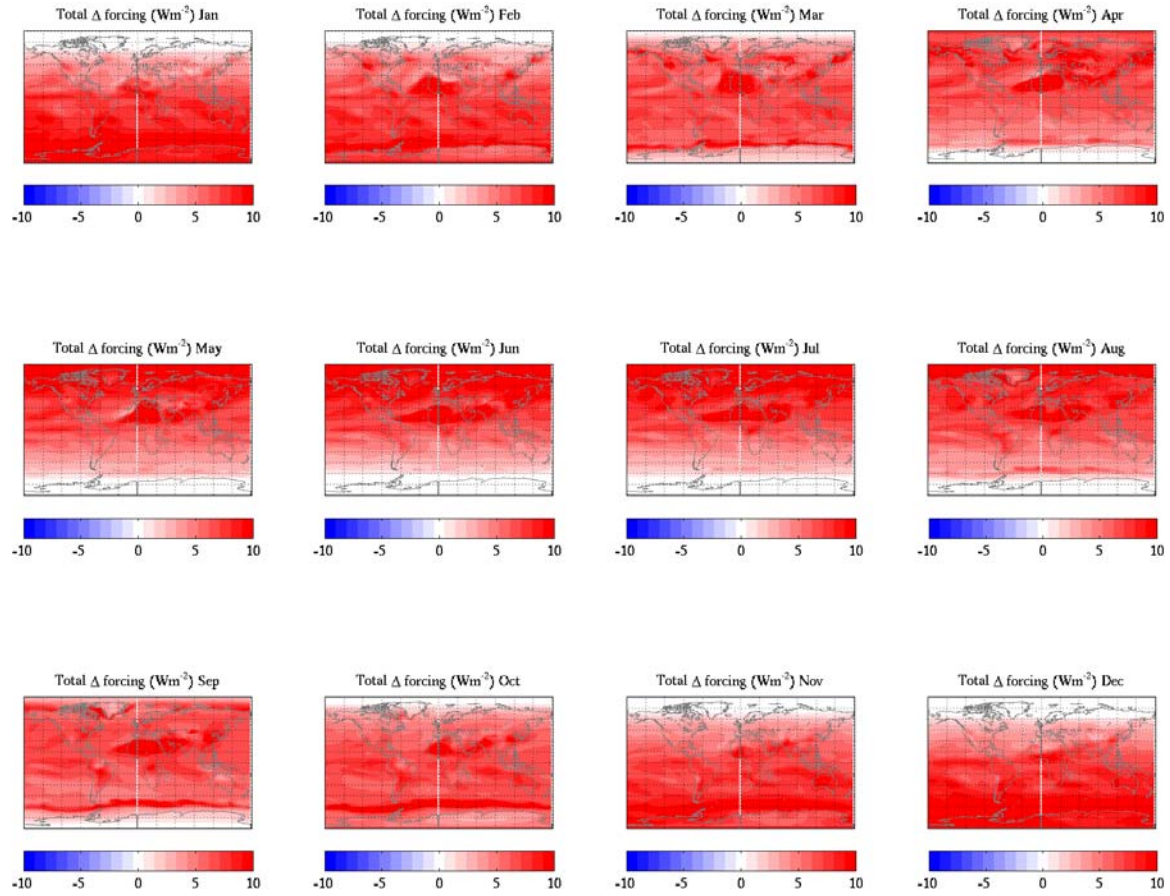 Total Δ forcing (Wm⁻²) Jan
Total Δ forcing (Wm⁻²) Feb
Total Δ forcing (Wm⁻²) Mar
Total Δ forcing (Wm⁻²) Apr
-10 -5 0 5 10
-10 -5 0 5 10
-10 -5 0 5 10
-10 -5 0 5 10
Total Δ forcing (Wm⁻²) May
Total Δ forcing (Wm⁻²) Jun
Total Δ forcing (Wm⁻²) Jul
Total Δ forcing (Wm⁻²) Aug
-10 -5 0 5 10
-10 -5 0 5 10
-10 -5 0 5 10
-10 -5 0 5 10
Total Δ forcing (Wm⁻²) Sep
Total Δ forcing (Wm⁻²) Oct
Total Δ forcing (Wm⁻²) Nov
Total Δ forcing (Wm⁻²) Dec
-10 -5 0 5 10
-10 -5 0 5 10
-10 -5 0 5 10
-10 -5 0 5 10